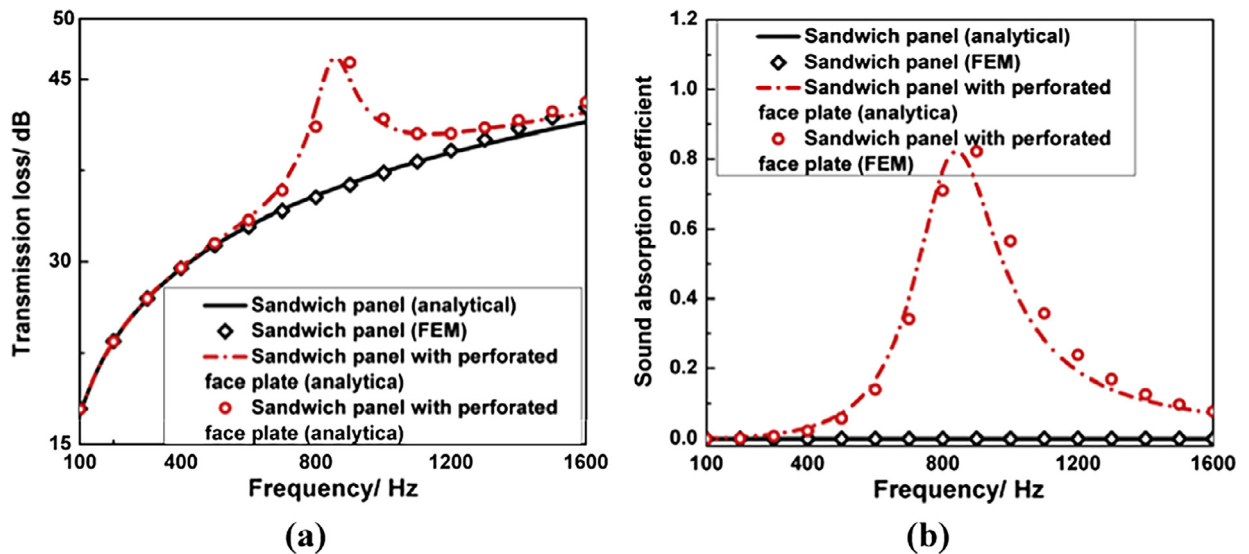 50
45
30
15
Transmission loss/ dB
Sandwich panel (analytical)
Sandwich panel (FEM)
Sandwich panel with perforated
face plate (analytica)
Sandwich panel with perforated
face plate (analytica)
100 400 800 1200 1600
Frequency/ Hz
(a)
1.2
1.0
0.8
0.6
0.4
0.2
0.0
Sound absorption coefficient
Sandwich panel (analytical)
Sandwich panel (FEM)
Sandwich panel with perforated
face plate (analytica)
Sandwich panel with perforated
face plate (FEM)
100 400 800 1200 1600
Frequency/ Hz
(b)